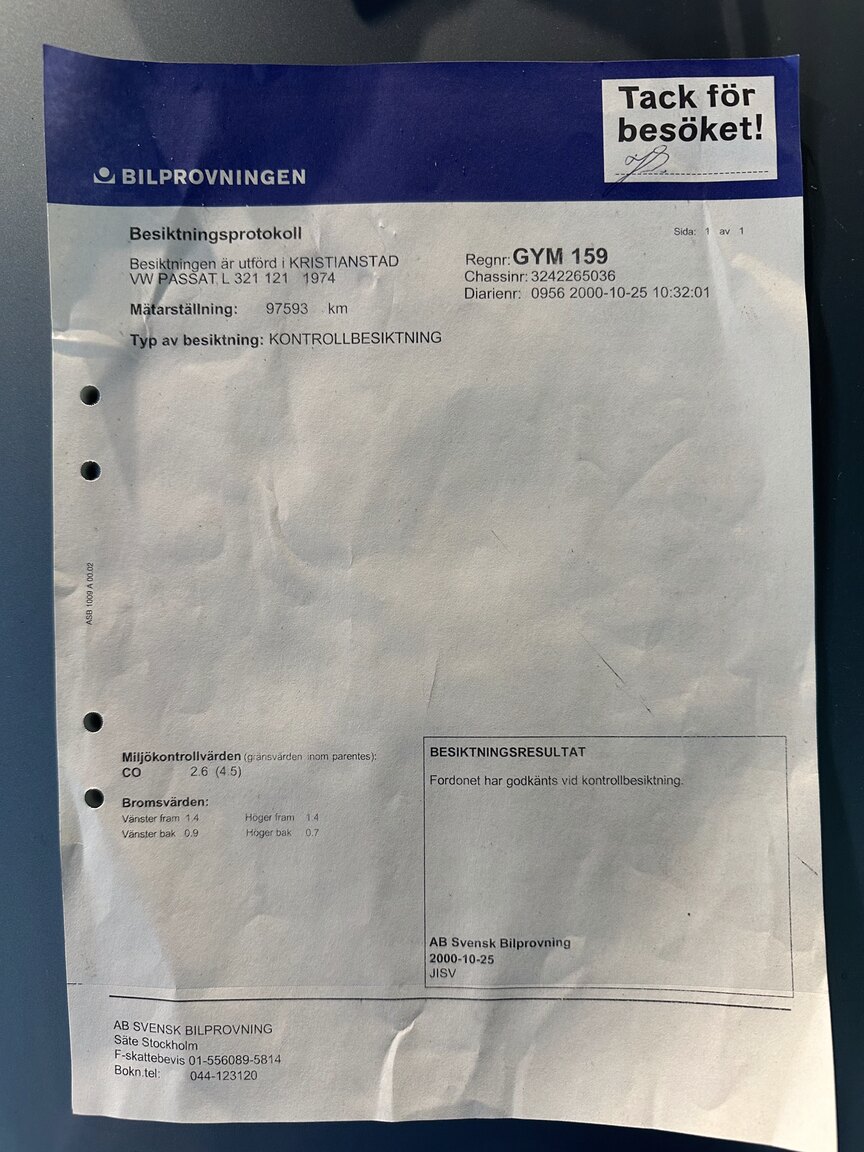 Tack för
besöket!
BILPROVNINGEN
Besiktningsprotokoll
Sida: 1 av 1
Besiktningen är utförd i KRISTIANSTAD
VW PASSAT L 321 121 1974
Regnr: GYM 159
Chassinr: 3242265036
Diarienr: 0956 2000-10-25 10:32:01
Mätarställning: 97593 km
Typ av besiktning: KONTROLLBESIKTNING
ASB 1009 A 00.02
Miljökontrollvärden (gränsvärden inom parentes):
CO 2.6 (4.5)
Bromsvärden:
Vänster fram 1.4 Höger fram 1.4
Vänster bak 0.9 Höger bak 0.7
BESIKTNINGSRESULTAT
Fordonet har godkänts vid kontrollbesiktning.
AB Svensk Bilprovning
2000-10-25
JISV
AB SVENSK BILPROVNING
Säte Stockholm
F-skattebevis 01-556089-5814
Bokn.tel: 044-123120